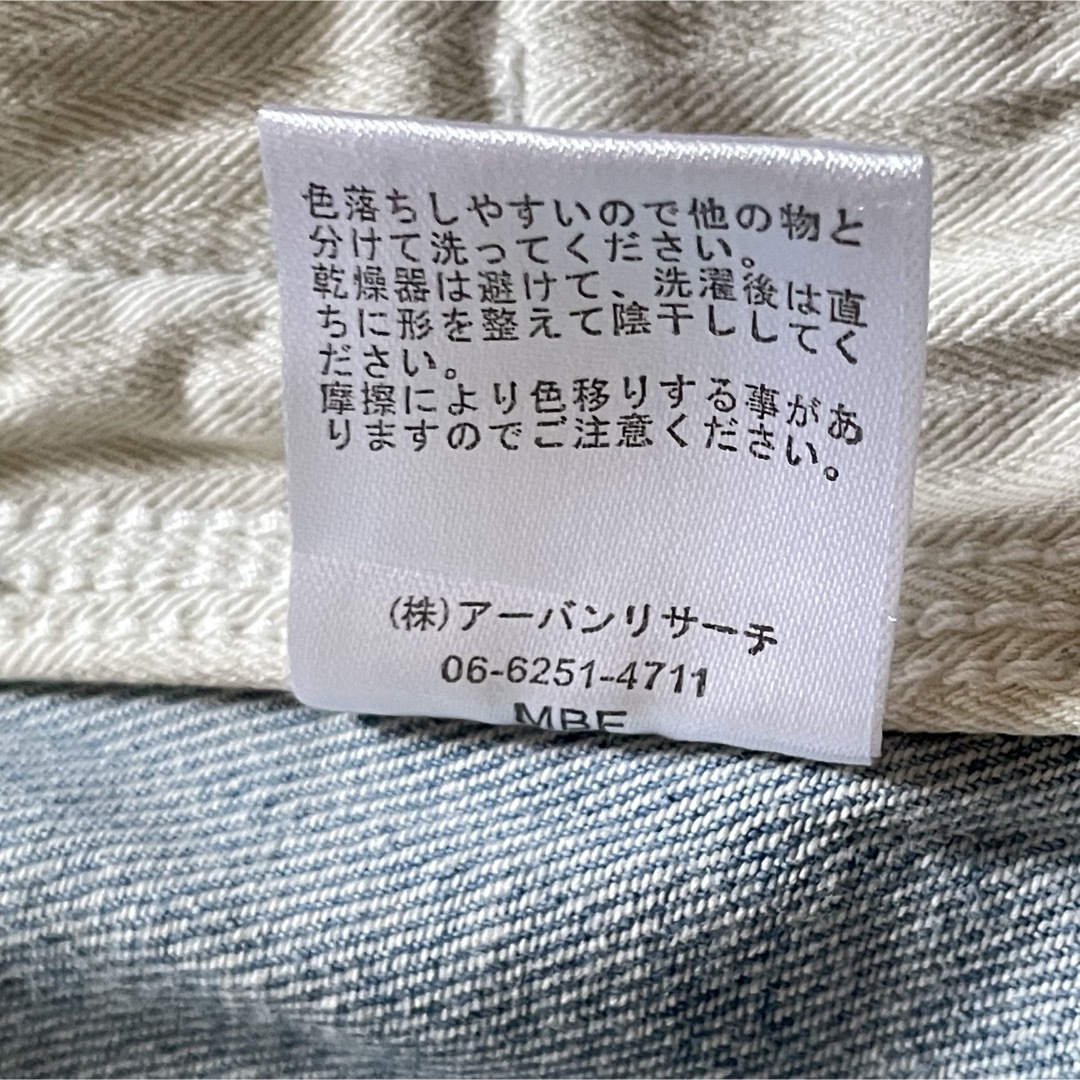 色落ちしやすいので他の物と
分けて洗ってください。
乾燥器は避けて、洗濯後は直
ちに形を整えて陰干ししてく
ださい。
摩擦により色移りする事があ
りますのでご注意ください。
(株)アーバンリサーチ
06-6251-4711